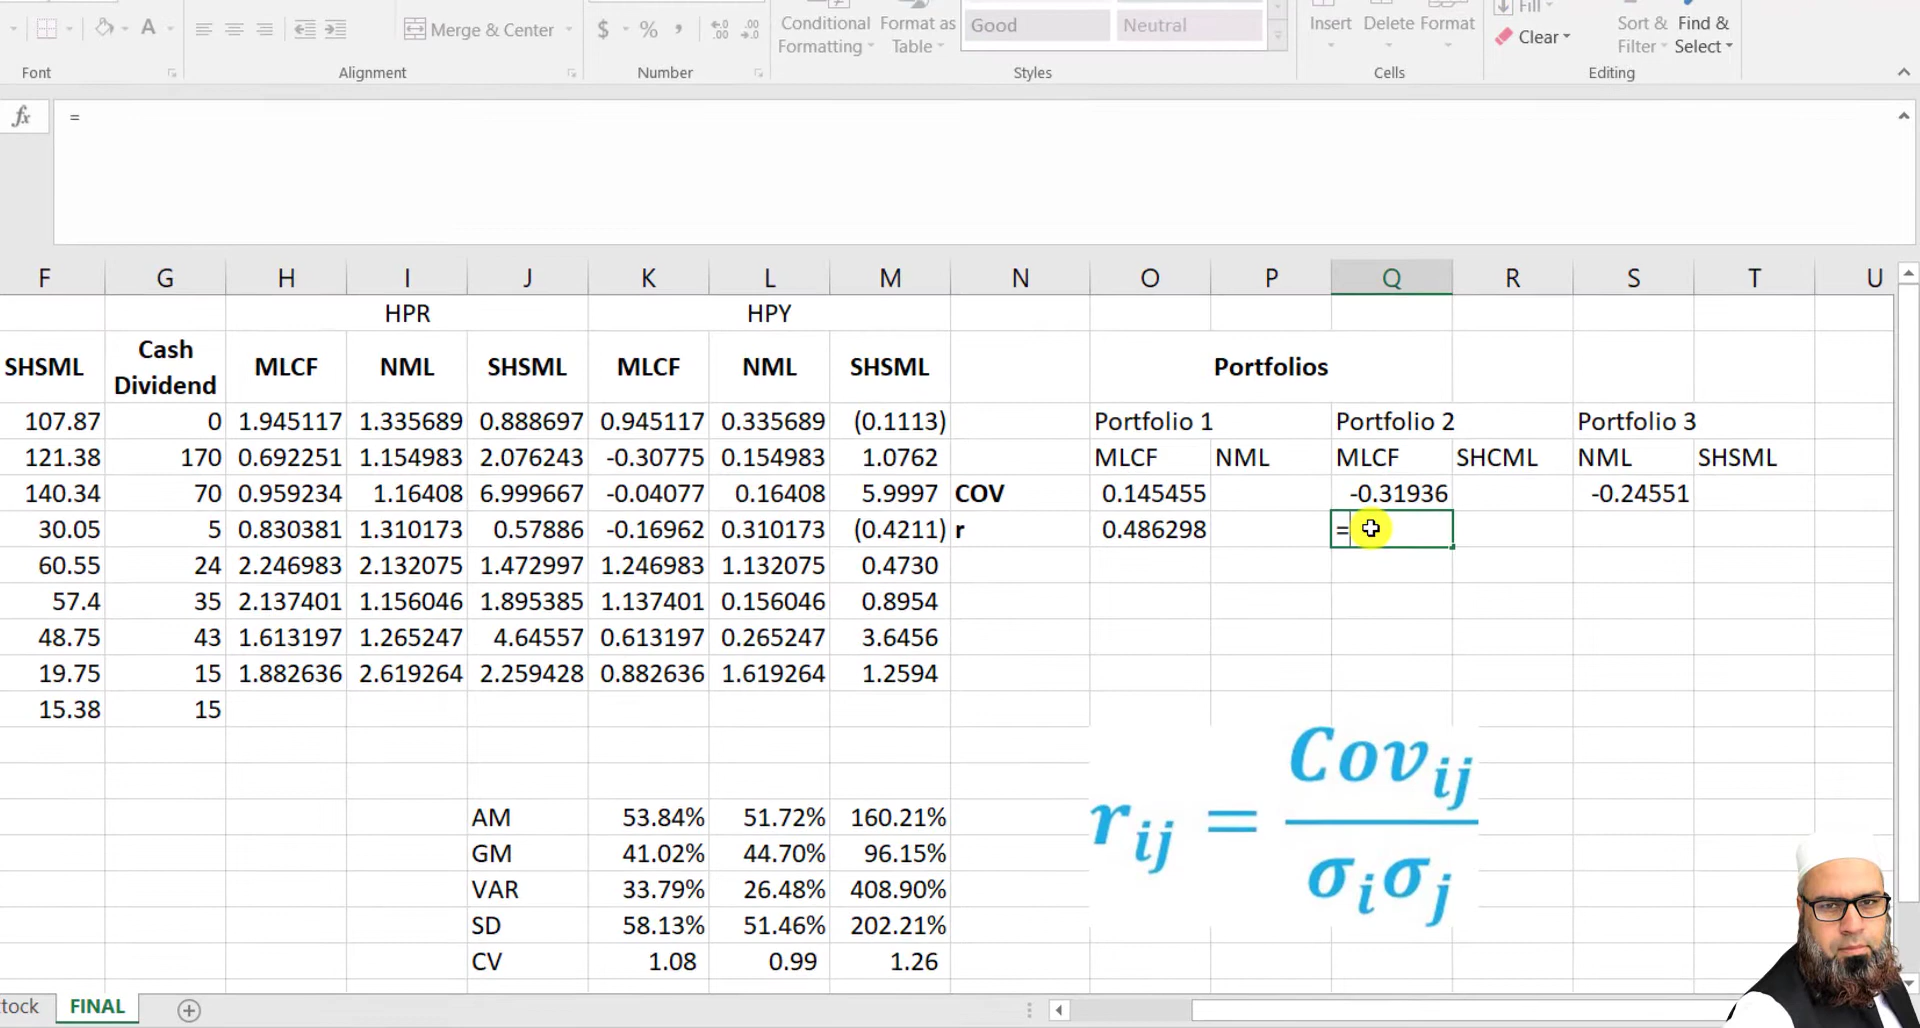 Merge & Center
$ % ,
Conditional Formatting
Format as Table
Good
Neutral
Insert
Delete
Format
Fill
Clear
Sort & Filter
Find & Select
Font
Alignment
Number
Styles
Cells
Editing
fx =
F G H I J K L M N O P Q R S T U
HPR HPY
SHSML Cash Dividend MLCF NML SHSML MLCF NML SHSML Portfolios
107.87 0 1.945117 1.335689 0.888697 0.945117 0.335689 (0.1113) Portfolio 1 Portfolio 2 Portfolio 3
121.38 170 0.692251 1.154983 2.076243 -0.30775 0.154983 1.0762 MLCF NML MLCF SHCML NML SHSML
140.34 70 0.959234 1.16408 6.999667 -0.04077 0.16408 5.9997 COV 0.145455 -0.31936 -0.24551
30.05 5 0.830381 1.310173 0.57886 -0.16962 0.310173 (0.4211) r 0.486298 =
60.55 24 2.246983 2.132075 1.472997 1.246983 1.132075 0.4730
57.4 35 2.137401 1.156046 1.895385 1.137401 0.156046 0.8954
48.75 43 1.613197 1.265247 4.64557 0.613197 0.265247 3.6456
19.75 15 1.882636 2.619264 2.259428 0.882636 1.619264 1.2594
15.38 15
AM 53.84% 51.72% 160.21%
GM 41.02% 44.70% 96.15%
VAR 33.79% 26.48% 408.90%
SD 58.13% 51.46% 202.21%
CV 1.08 0.99 1.26
Cov ij
r ij =
σ i σ j
tock FINAL